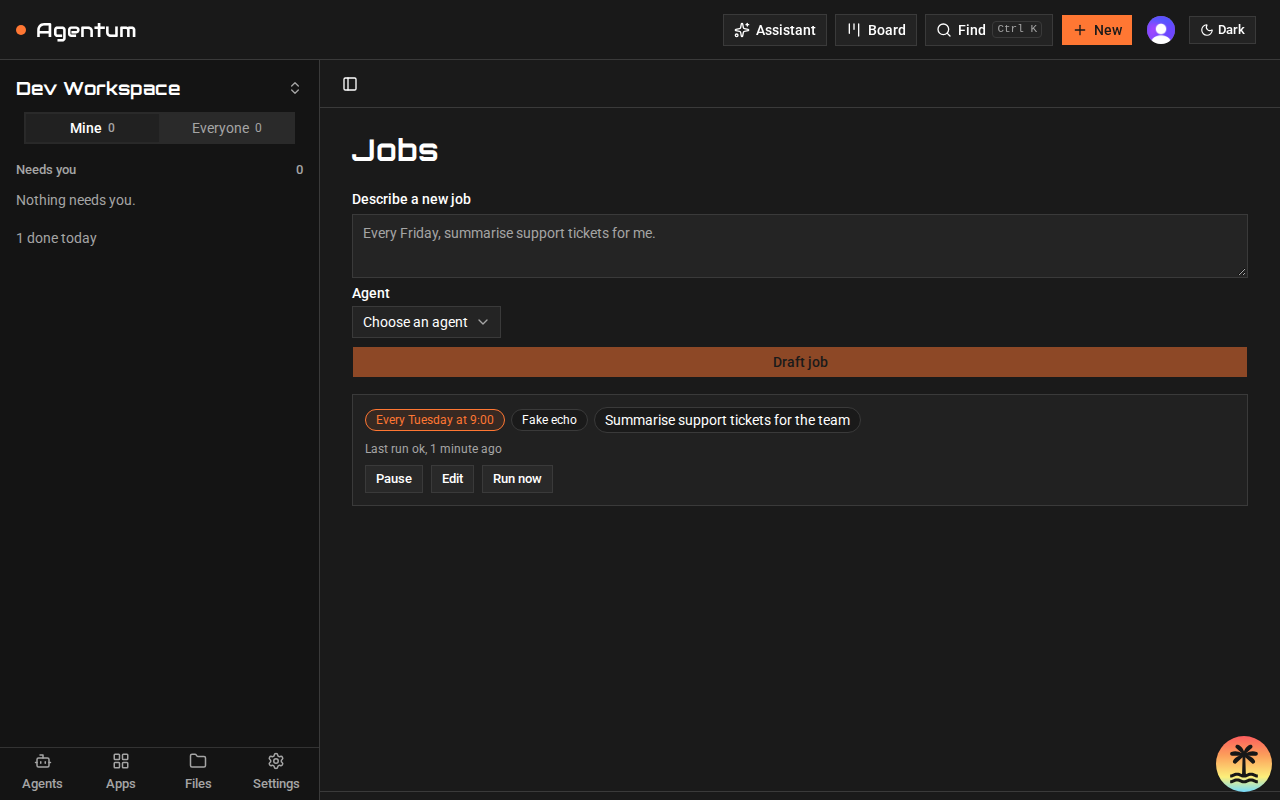 Agentum
Assistant
Board
Find Ctrl K
New
Dark
Dev Workspace
Mine 0
Everyone 0
Needs you 0
Nothing needs you.
1 done today
Jobs
Describe a new job
Every Friday, summarise support tickets for me.
Agent
Choose an agent
Draft job
Every Tuesday at 9:00 Fake echo Summarise support tickets for the team
Last run ok, 1 minute ago
Pause Edit Run now
Agents Apps Files Settings